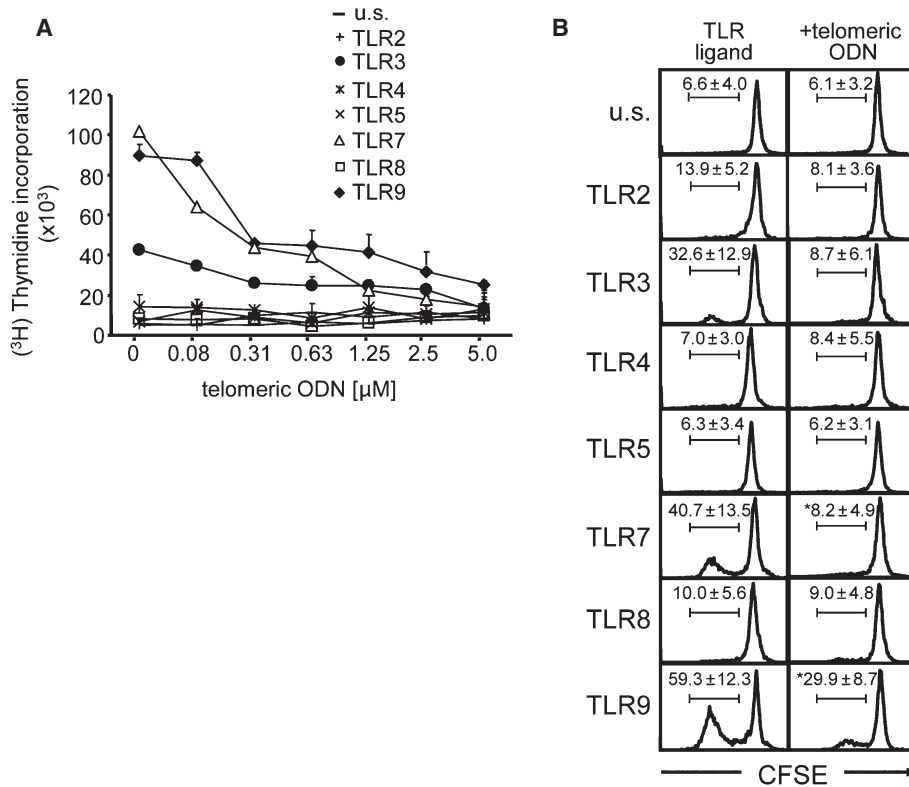 A
u.s.
TLR2
TLR3
TLR4
TLR5
TLR7
TLR8
TLR9
(³H) Thymidine incorporation
(x10³)
120
100
80
60
40
20
0
0 0.08 0.31 0.63 1.25 2.5 5.0
telomeric ODN [µM]
B
TLR
ligand
+telomeric
ODN
u.s. 6.6±4.0 6.1±3.2
TLR2 13.9±5.2 8.1±3.6
TLR3 32.6±12.9 8.7±6.1
TLR4 7.0±3.0 8.4±5.5
TLR5 6.3±3.4 6.2±3.1
TLR7 40.7±13.5 *8.2±4.9
TLR8 10.0±5.6 9.0±4.8
TLR9 59.3±12.3 *29.9±8.7
CFSE